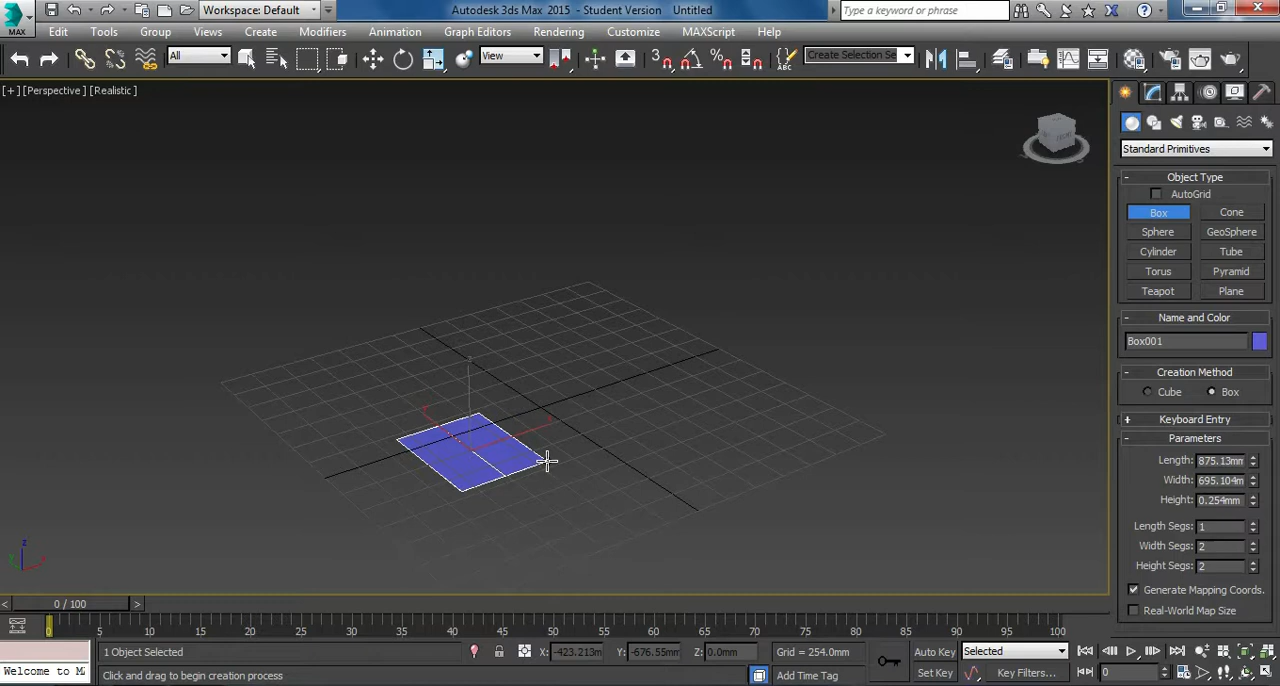 Workspace: Default
Autodesk 3ds Max 2015 - Student Version Untitled
Type a keyword or phrase
MAX
Edit Tools Group Views Create Modifiers Animation Graph Editors Rendering Customize MAXScript Help
All
View
3
ABC
Create Selection Se
[+] [Perspective ] [Realistic ]
Standard Primitives
- Object Type
AutoGrid
Box Cone
Sphere GeoSphere
Cylinder Tube
Torus Pyramid
Teapot Plane
- Name and Color
Box001
- Creation Method
Cube Box
+ Keyboard Entry
- Parameters
Length: 875.13mm
Width: 695.104m
Height: 0.254mm
Length Segs: 1
Width Segs: 2
Height Segs: 2
Generate Mapping Coords.
Real-World Map Size
z
< 0 / 100 >
0 5 10 15 20 25 30 35 40 45 50 55 60 65 70 75 80 85 90 95 100
1 Object Selected X: -423.213m Y: -676.55mm Z: 0.0mm Grid = 254.0mm Auto Key Selected
Welcome to M
Click and drag to begin creation process Add Time Tag Set Key Key Filters... 0